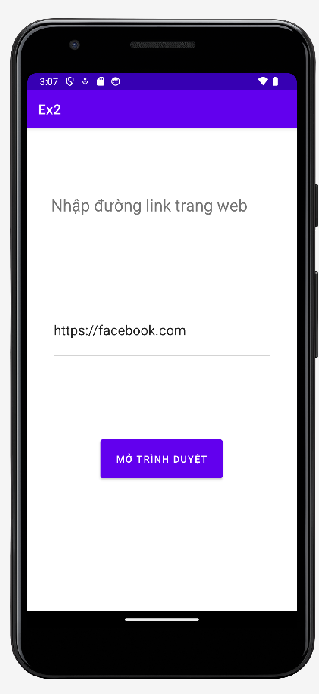 3:07
Ex2
Nhập đường link trang web
https://facebook.com
MỞ TRÌNH DUYỆT